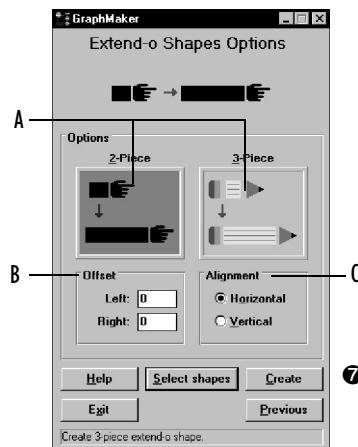 GraphMaker
Extend-o Shapes Options
A
Options
2-Piece
3-Piece
B
Offset
Left: 0
Right: 0
Alignment
Horizontal
Vertical
C
7
Help
Select shapes
Create
Exit
Previous
Create 3-piece extend-o shape.